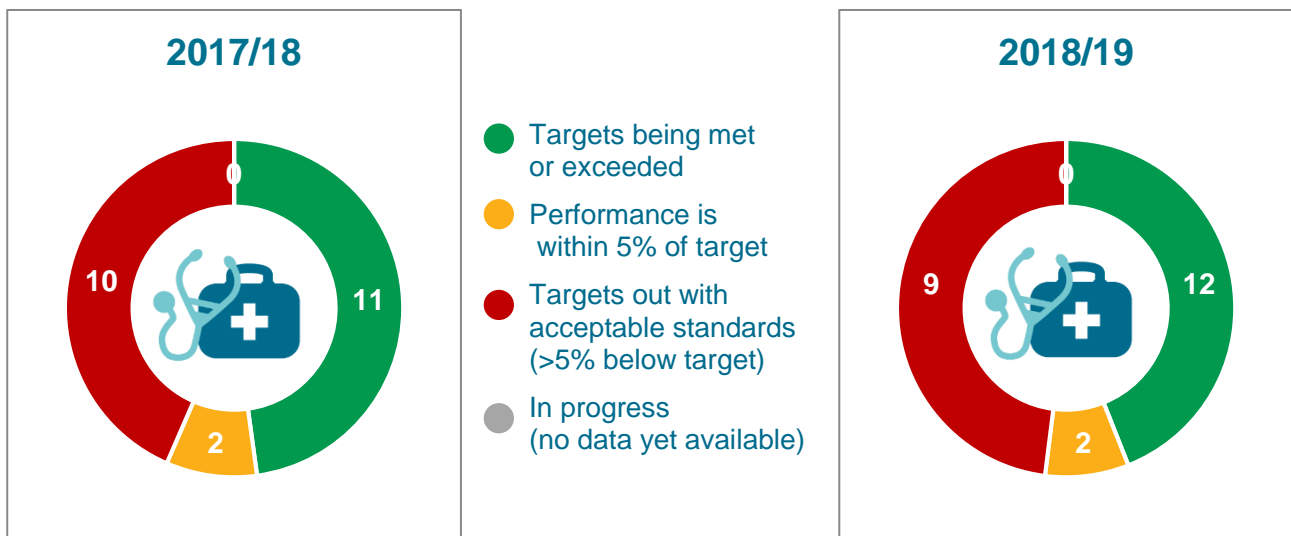 2017/18
0
10
11
2
Targets being met
or exceeded
Performance is
within 5% of target
Targets out with
acceptable standards
(>5% below target)
In progress
(no data yet available)
2018/19
0
9
12
2